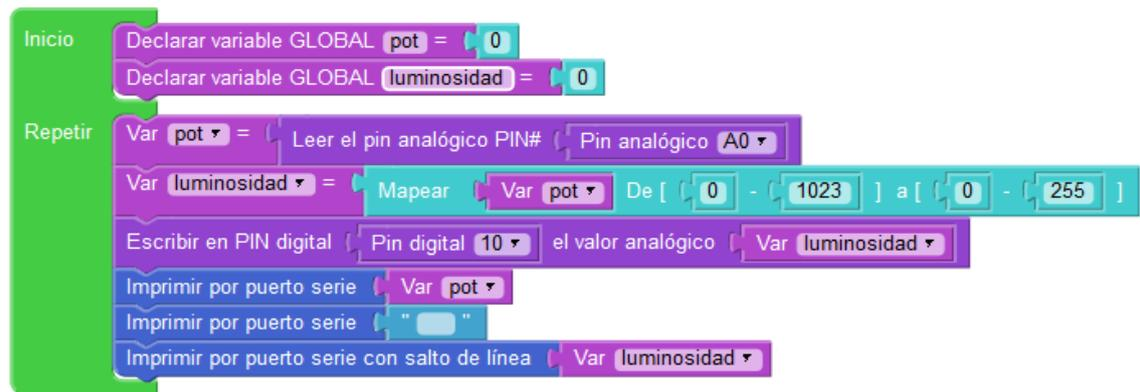 Inicio
Declarar variable GLOBAL pot = 0
Declarar variable GLOBAL luminosidad = 0
Repetir
Var pot = Leer el pin analógico PIN# Pin analógico A0
Var luminosidad = Mapear Var pot De [ 0 - 1023 ] a [ 0 - 255 ]
Escribir en PIN digital Pin digital 10 el valor analógico Var luminosidad
Imprimir por puerto serie Var pot
Imprimir por puerto serie " "
Imprimir por puerto serie con salto de línea Var luminosidad